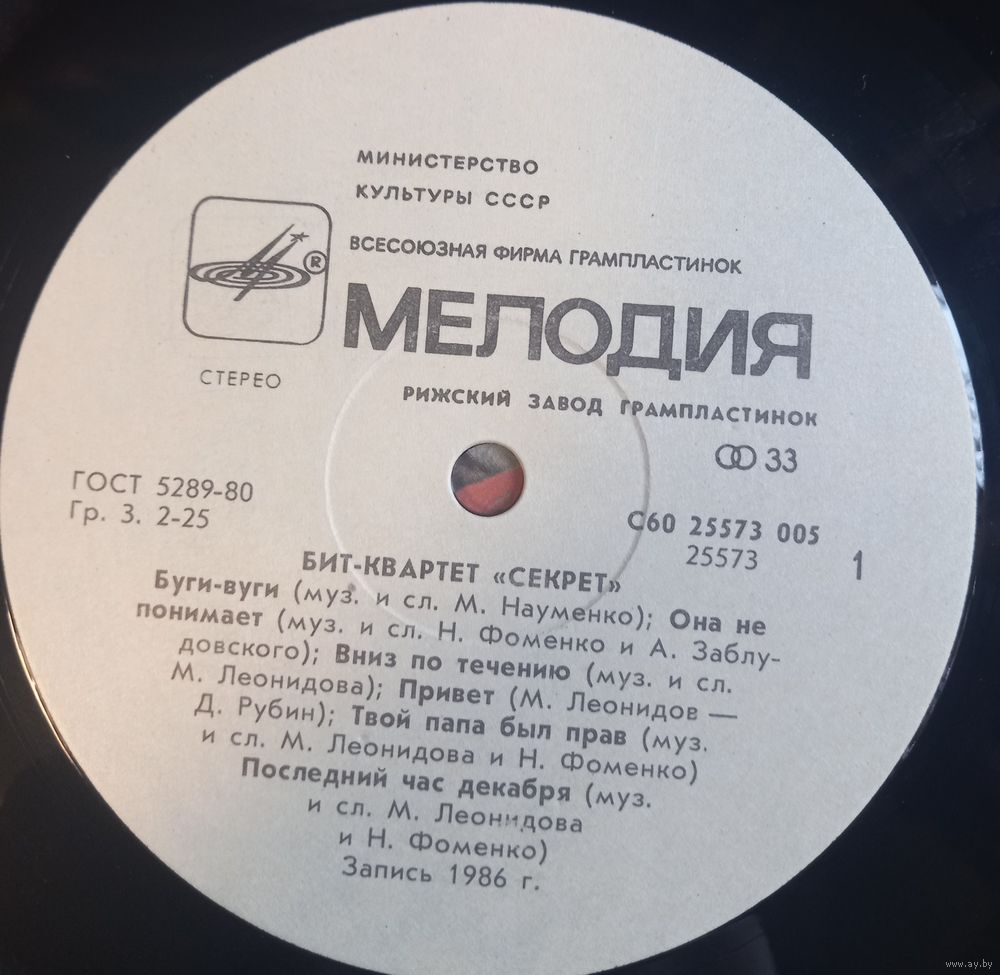 МИНИСТЕРСТВО
КУЛЬТУРЫ СССР
ВСЕСОЮЗНАЯ ФИРМА ГРАМПЛАСТИНОК
®
МЕЛОДИЯ
СТЕРЕО
РИЖСКИЙ ЗАВОД ГРАМПЛАСТИНОК
33
ГОСТ 5289-80
Гр. 3. 2-25
С60 25573 005
25573
1
БИТ-КВАРТЕТ «СЕКРЕТ»
Буги-вуги (муз. и сл. М. Науменко); Она не
понимает (муз. и сл. Н. Фоменко и А. Заблу-
довского); Вниз по течению (муз. и сл.
М. Леонидова); Привет (М. Леонидов —
Д. Рубин); Твой папа был прав (муз.
и сл. М. Леонидова и Н. Фоменко)
Последний час декабря (муз.
и сл. М. Леонидова
и Н. Фоменко)
Запись 1986 г.
www.ay.by